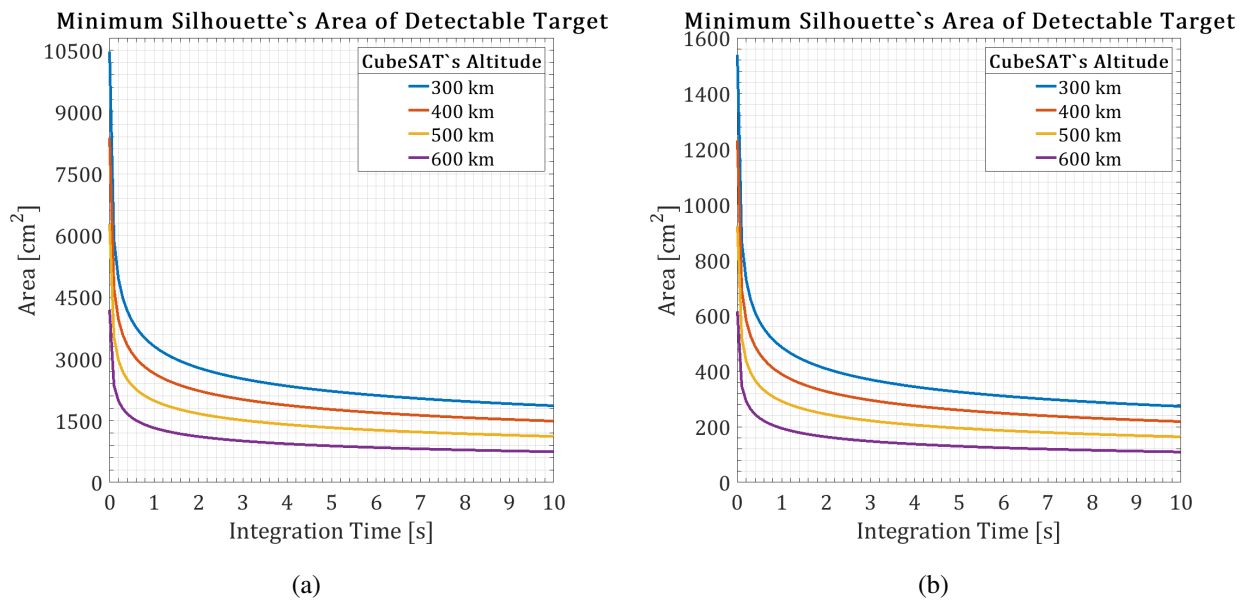 Minimum Silhouette`s Area of Detectable Target
10500
9000
7500
6000
4500
3000
1500
0
Area [cm²]
CubeSAT`s Altitude
300 km
400 km
500 km
600 km
0 1 2 3 4 5 6 7 8 9 10
Integration Time [s]
(a)
Minimum Silhouette`s Area of Detectable Target
1600
1400
1200
1000
800
600
400
200
0
Area [cm²]
CubeSAT`s Altitude
300 km
400 km
500 km
600 km
0 1 2 3 4 5 6 7 8 9 10
Integration Time [s]
(b)